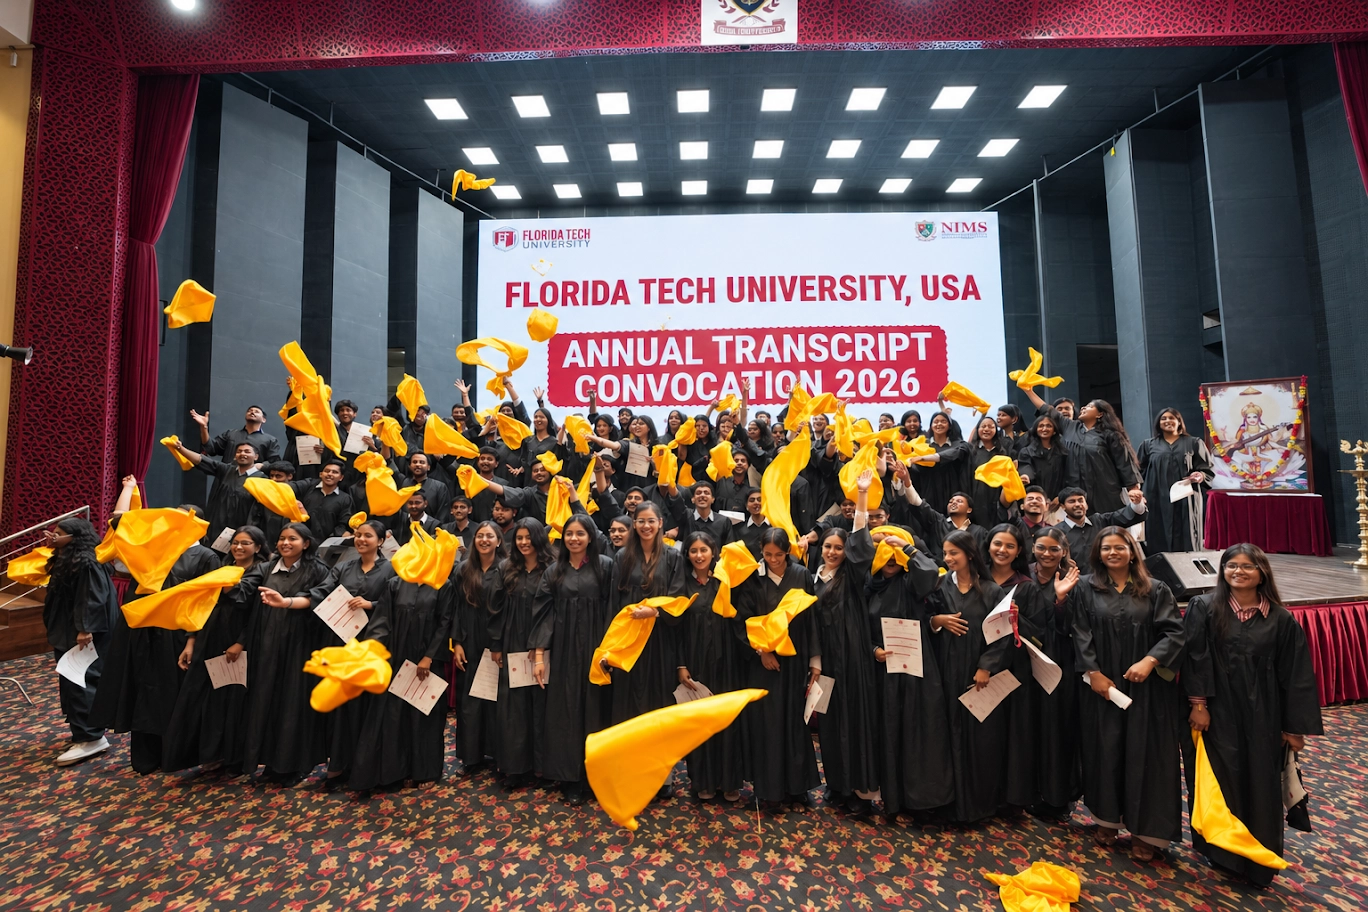 FLORIDA TECH
UNIVERSITY
NIMS
FLORIDA TECH UNIVERSITY, USA
ANNUAL TRANSCRIPT
CONVOCATION 2026